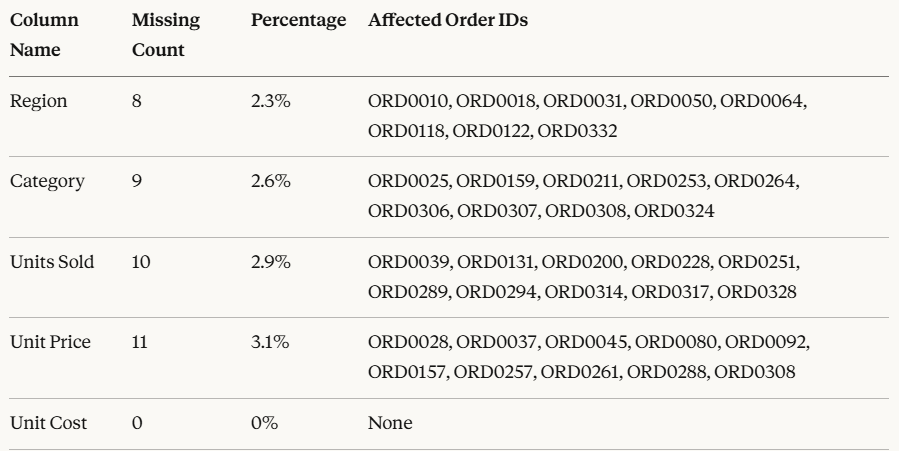 Column Name Missing Count Percentage Affected Order IDs
Region 8 2.3% ORD0010, ORD0018, ORD0031, ORD0050, ORD0064,
ORD0118, ORD0122, ORD0332
Category 9 2.6% ORD0025, ORD0159, ORD0211, ORD0253, ORD0264,
ORD0306, ORD0307, ORD0308, ORD0324
Units Sold 10 2.9% ORD0039, ORD0131, ORD0200, ORD0228, ORD0251,
ORD0289, ORD0294, ORD0314, ORD0317, ORD0328
Unit Price 11 3.1% ORD0028, ORD0037, ORD0045, ORD0080, ORD0092,
ORD0157, ORD0257, ORD0261, ORD0288, ORD0308
Unit Cost 0 0% None